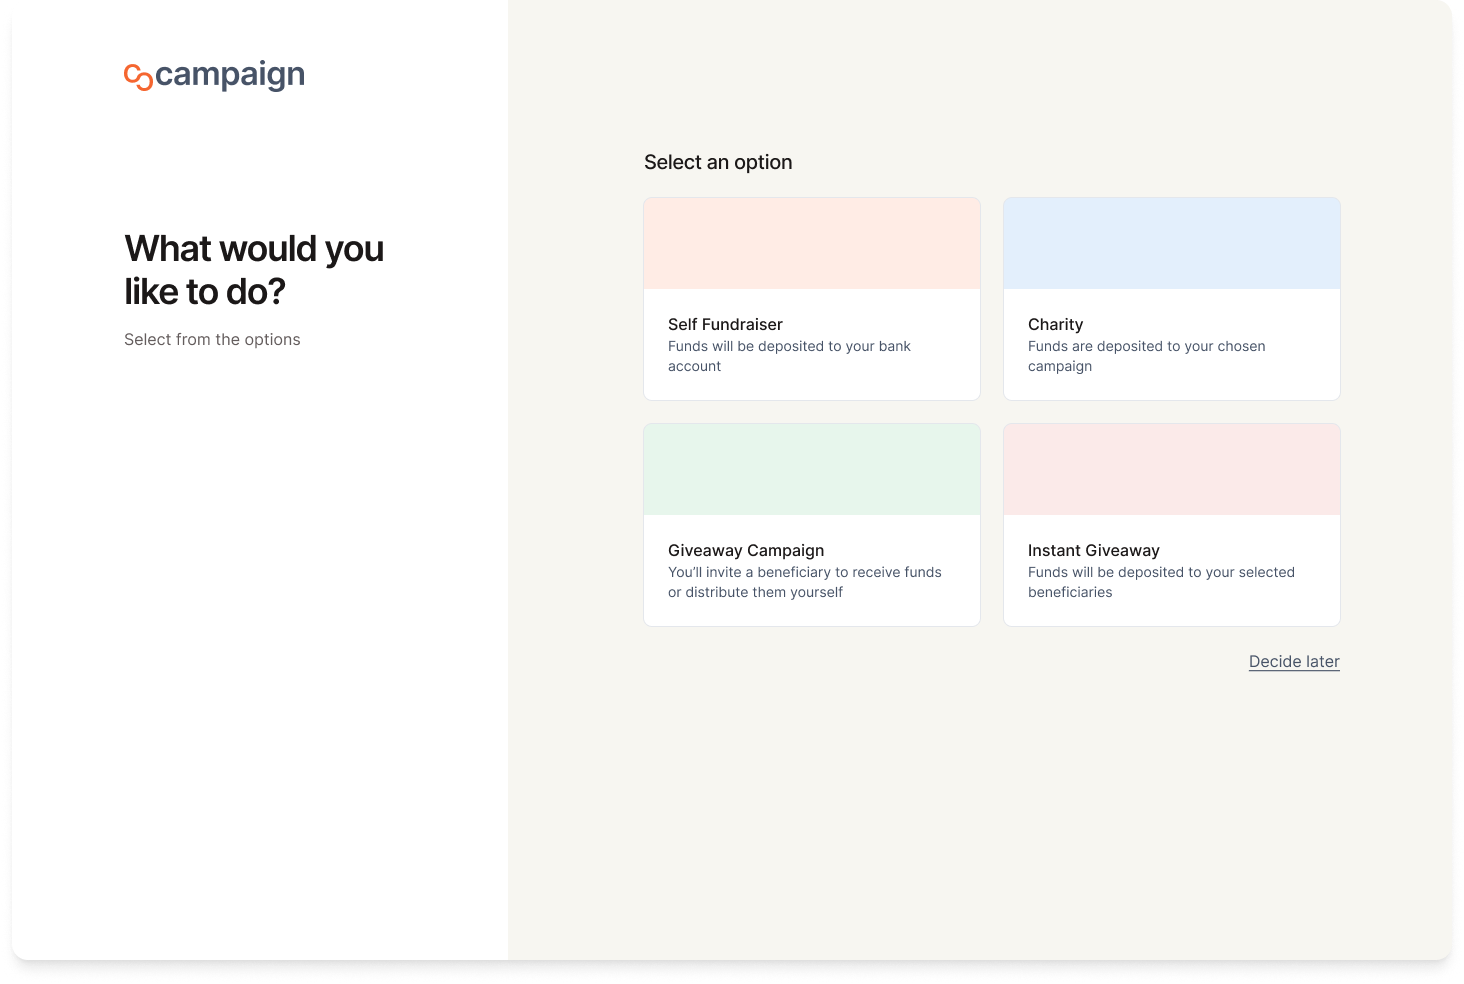 campaign
What would you
like to do?
Select from the options
Select an option
Self Fundraiser
Funds will be deposited to your bank
account
Charity
Funds are deposited to your chosen
campaign
Giveaway Campaign
You’ll invite a beneficiary to receive funds
or distribute them yourself
Instant Giveaway
Funds will be deposited to your selected
beneficiaries
Decide later